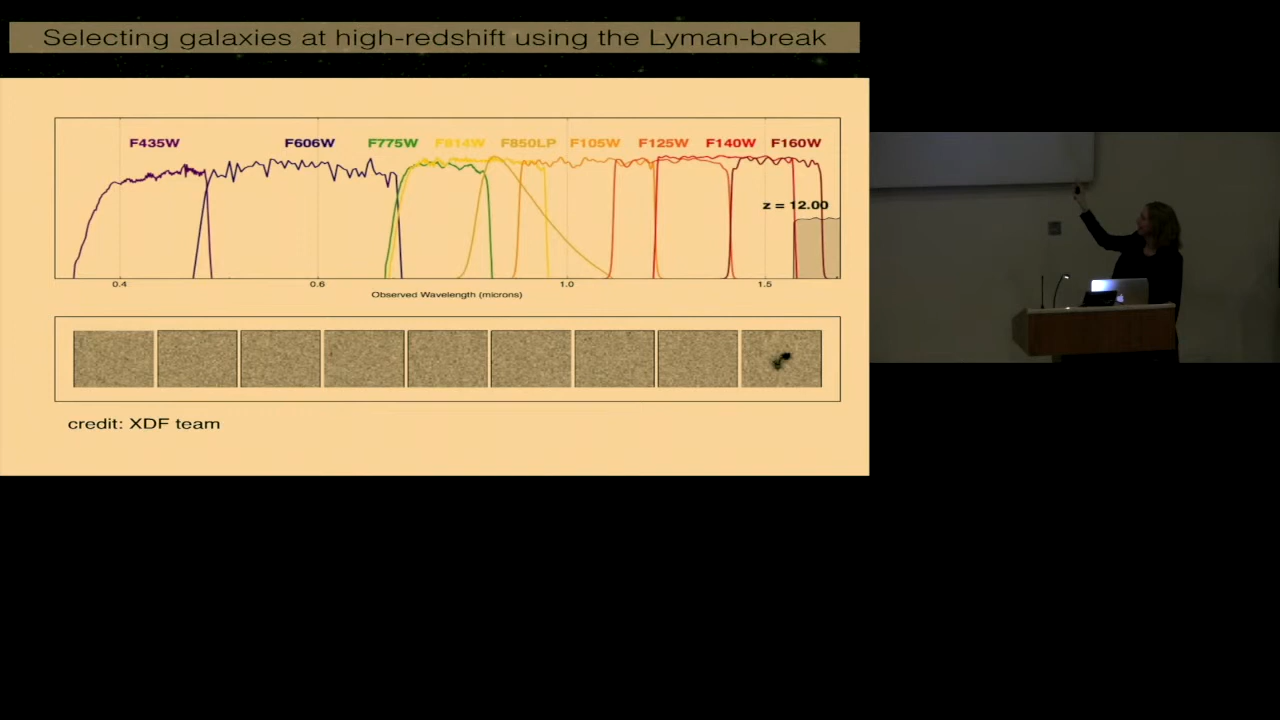 Selecting galaxies at high-redshift using the Lyman-break
F435W F606W F775W F814W F850LP F105W F125W F140W F160W
z = 12.00
0.4 0.6 1.0 1.5
Observed Wavelength (microns)
credit: XDF team